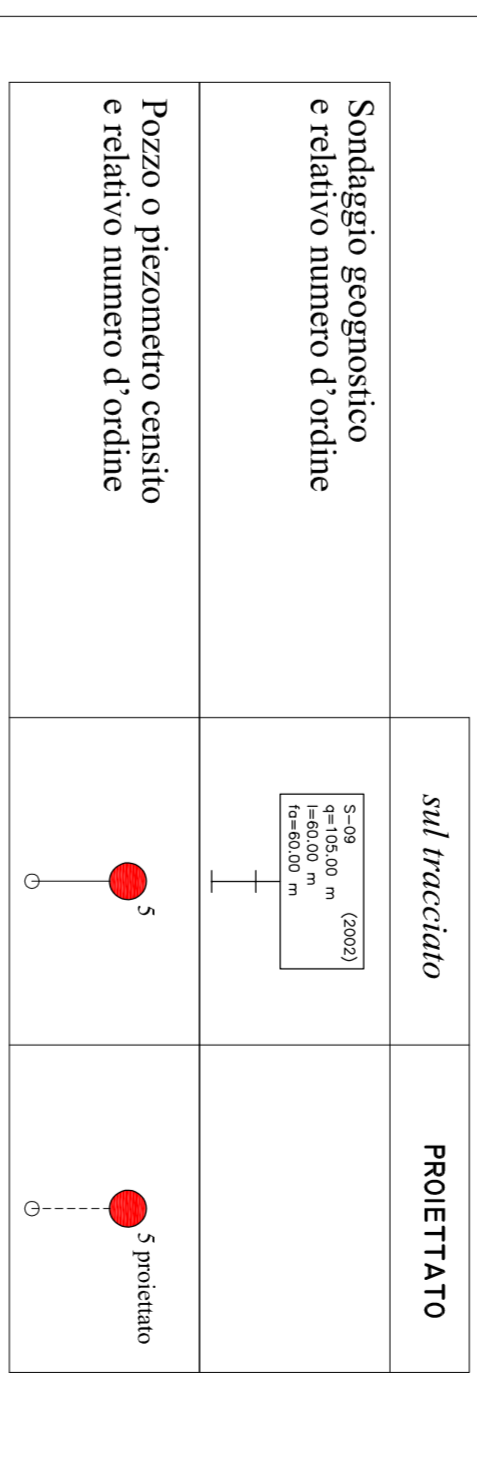 sul tracciato
PROIETTATO
Sondaggio geognostico
e relativo numero d'ordine
S-09 (2002)
q=105.00 m
l=60.00 m
fa=60.00 m
Pozzo o piezometro censito
e relativo numero d'ordine
5
5 proiettato